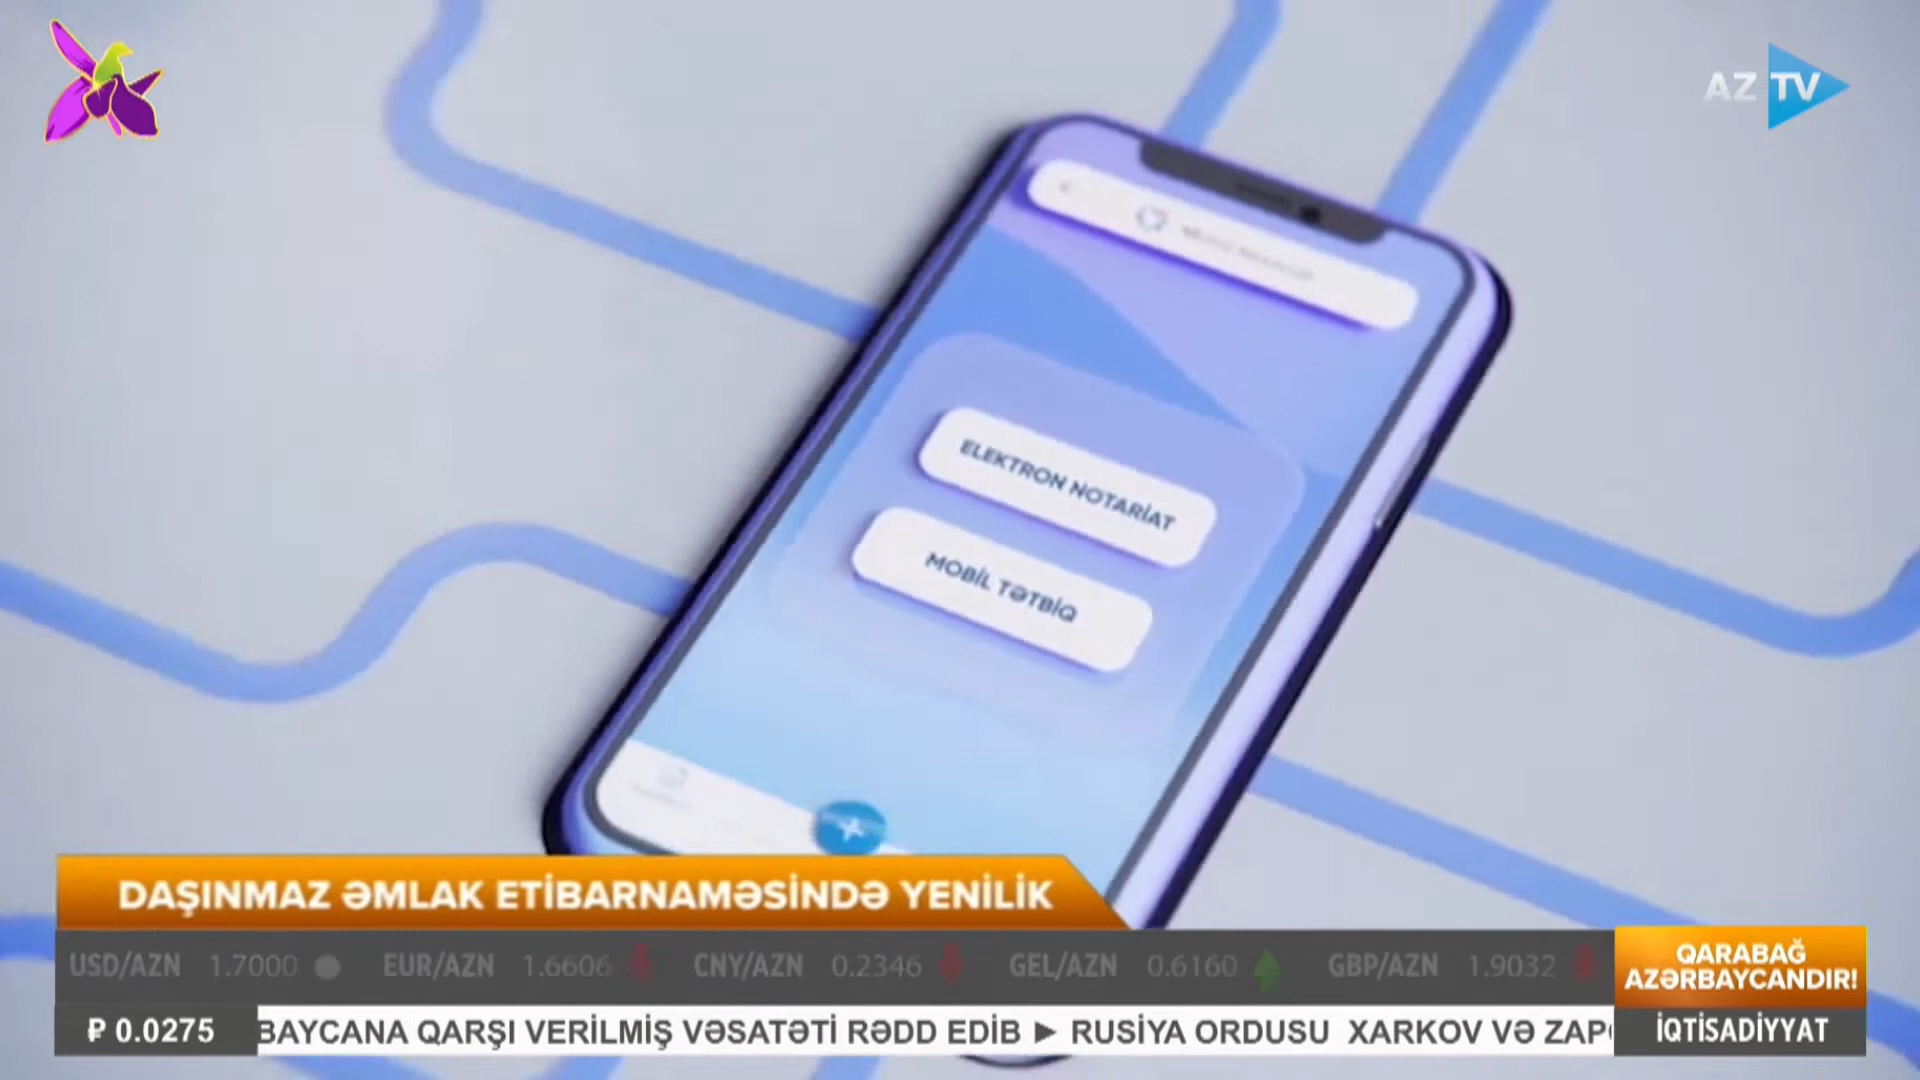 AZ TV
ELEKTRON NOTARİAT
MOBİL TƏTBİQ
DAŞINMAZ ƏMLAK ETİBARNAMƏSİNDƏ YENİLİK
USD/AZN 1.7000 EUR/AZN 1.6606 CNY/AZN 0.2346 GEL/AZN 0.6160 GBP/AZN 1.9032
QARABAĞ
AZƏRBAYCANDIR!
₽ 0.0275 BAYCANA QARŞI VERİLMİŞ VƏSATƏTİ RƏDD EDİB ► RUSİYA ORDUSU XARKOV VƏ
İQTİSADİYYAT